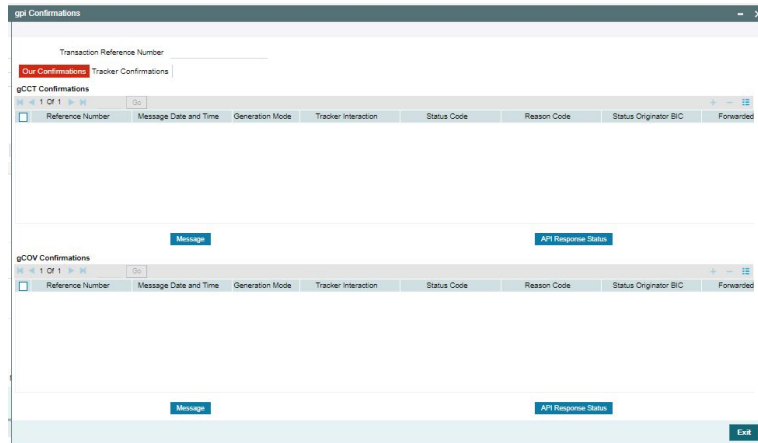 gpi Confirmations
Transaction Reference Number
Our Confirmations Tracker Confirmations
gCCT Confirmations
1 Of 1 Go
Reference Number Message Date and Time Generation Mode Tracker Interaction Status Code Reason Code Status Originator BIC Forwarded
Message API Response Status
gCOV Confirmations
1 Of 1 Go
Reference Number Message Date and Time Generation Mode Tracker Interaction Status Code Reason Code Status Originator BIC Forwarded
Message API Response Status
Exit